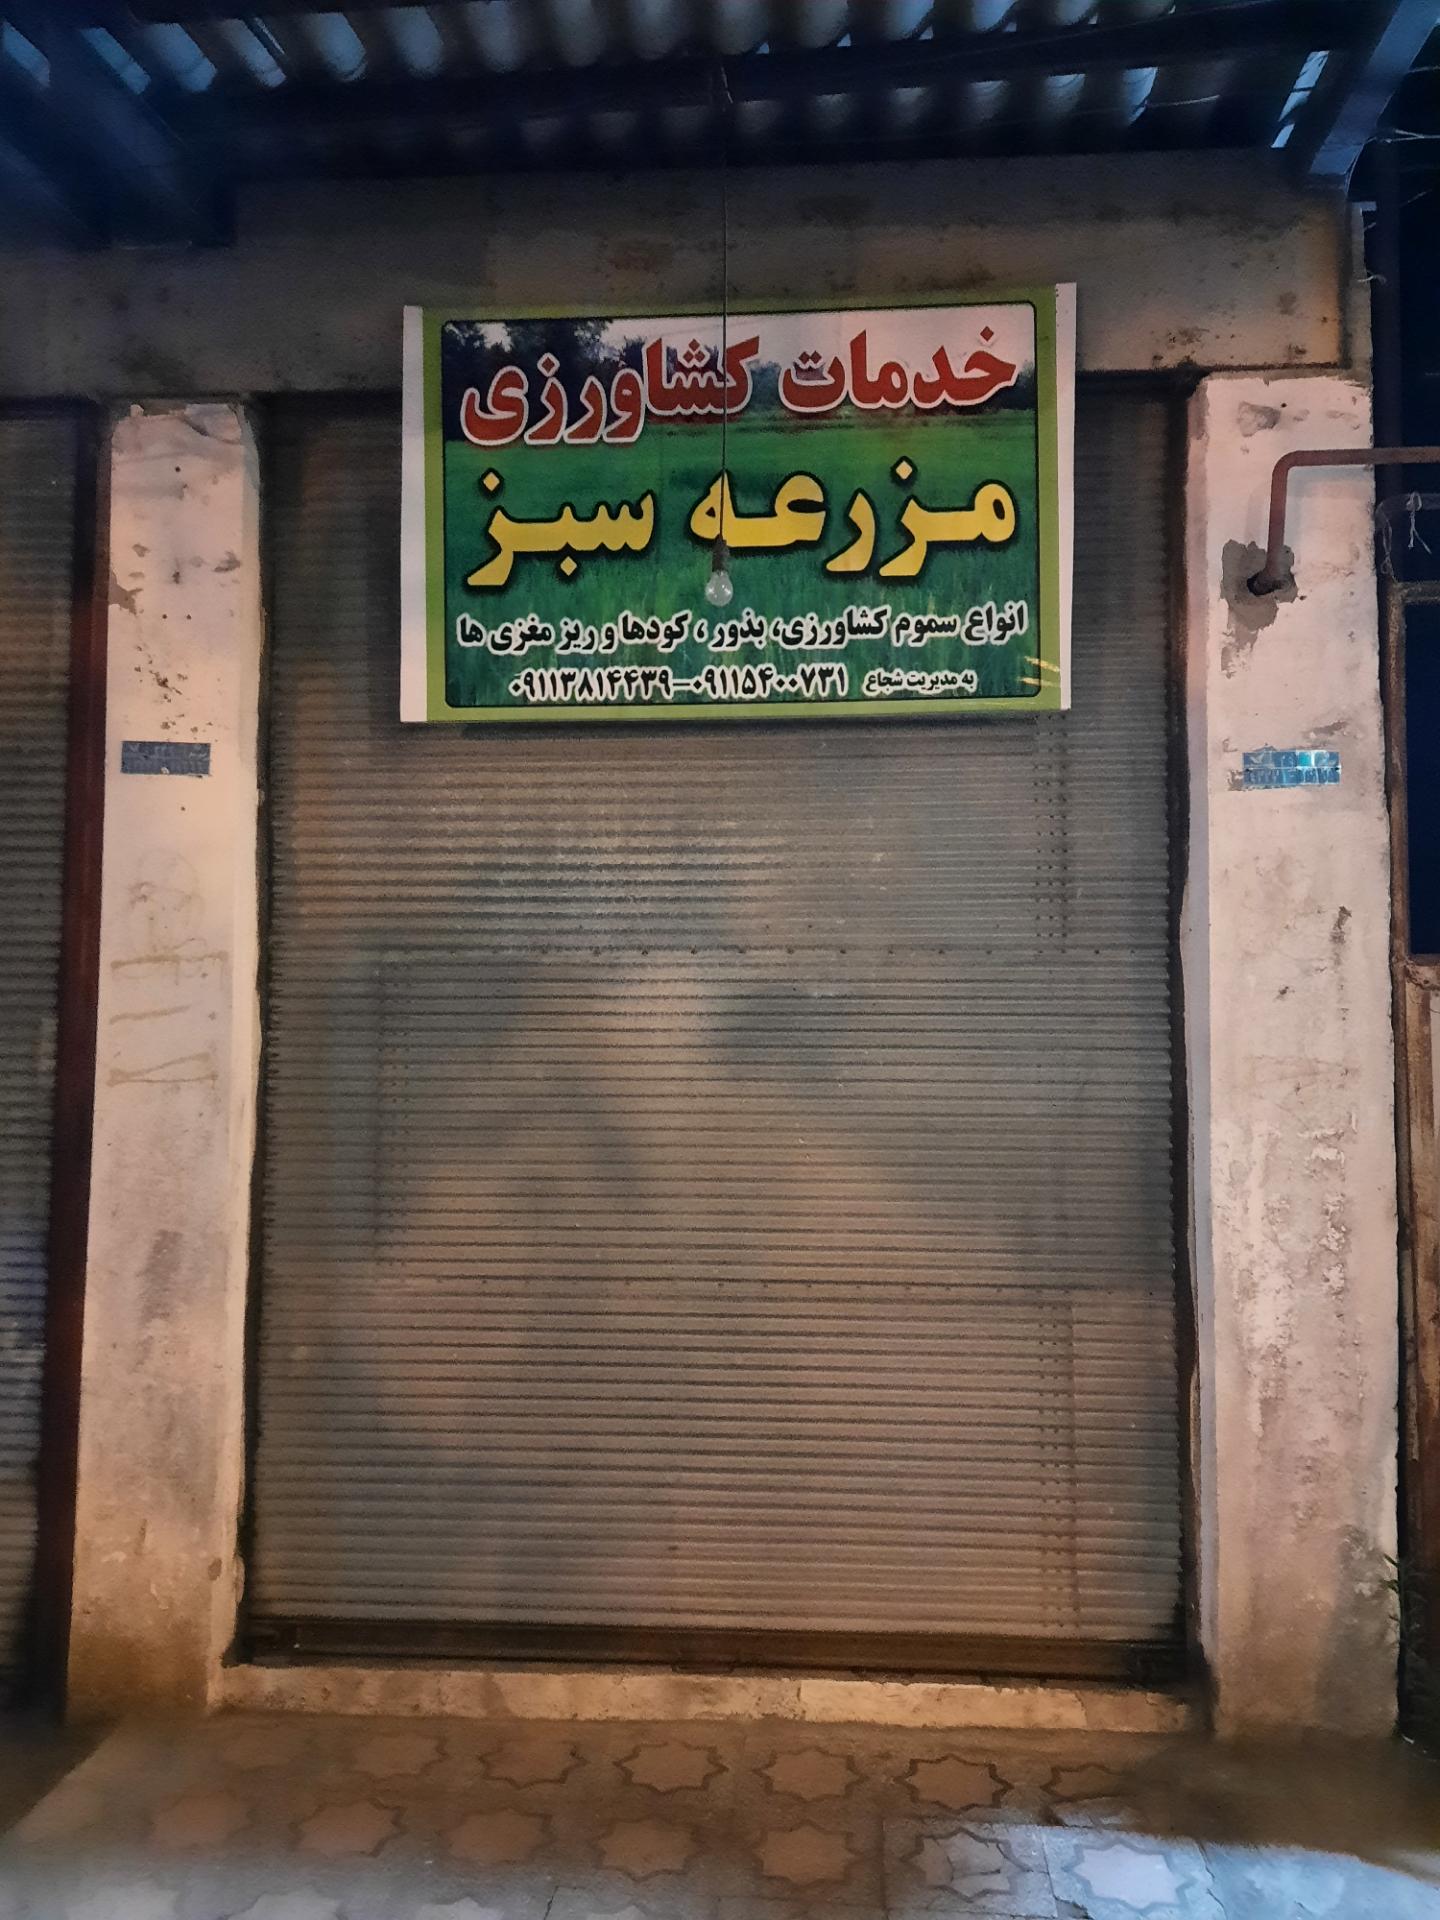 خدمات کشاورزی
مزرعه سبز
انواع سموم کشاورزی، بذور ، کودها و ریز مغزی ها
به مدیریت شجاع ۰۹۱۱۵۴۰۰۷۳۱-۰۹۱۱۳۸۱۴۴۳۹